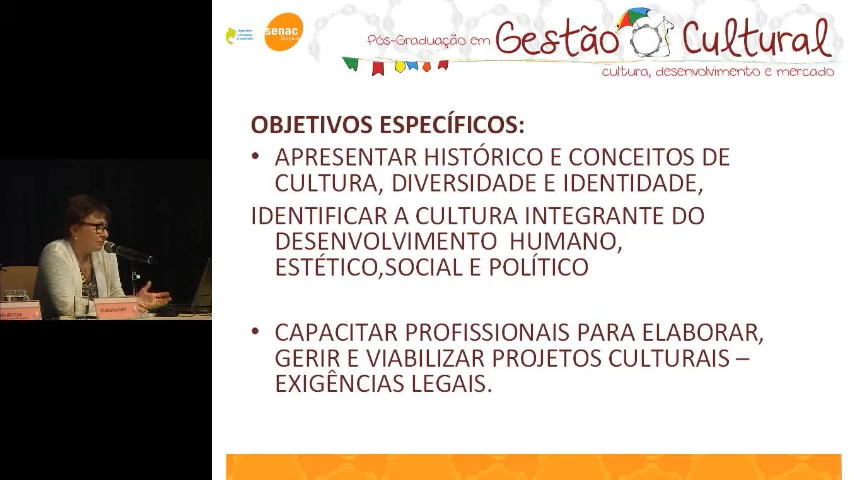 senac
Pós-Graduação em Gestão Cultural
cultura, desenvolvimento e mercado
OBJETIVOS ESPECÍFICOS:
• APRESENTAR HISTÓRICO E CONCEITOS DE
CULTURA, DIVERSIDADE E IDENTIDADE,
IDENTIFICAR A CULTURA INTEGRANTE DO
DESENVOLVIMENTO HUMANO,
ESTÉTICO,SOCIAL E POLÍTICO
• CAPACITAR PROFISSIONAIS PARA ELABORAR,
GERIR E VIABILIZAR PROJETOS CULTURAIS –
EXIGÊNCIAS LEGAIS.